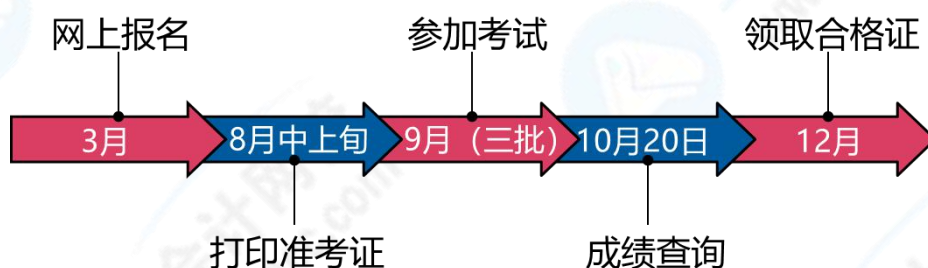 网上报名
参加考试
领取合格证
3月
8月中上旬
9月（三批）
10月20日
12月
打印准考证
成绩查询